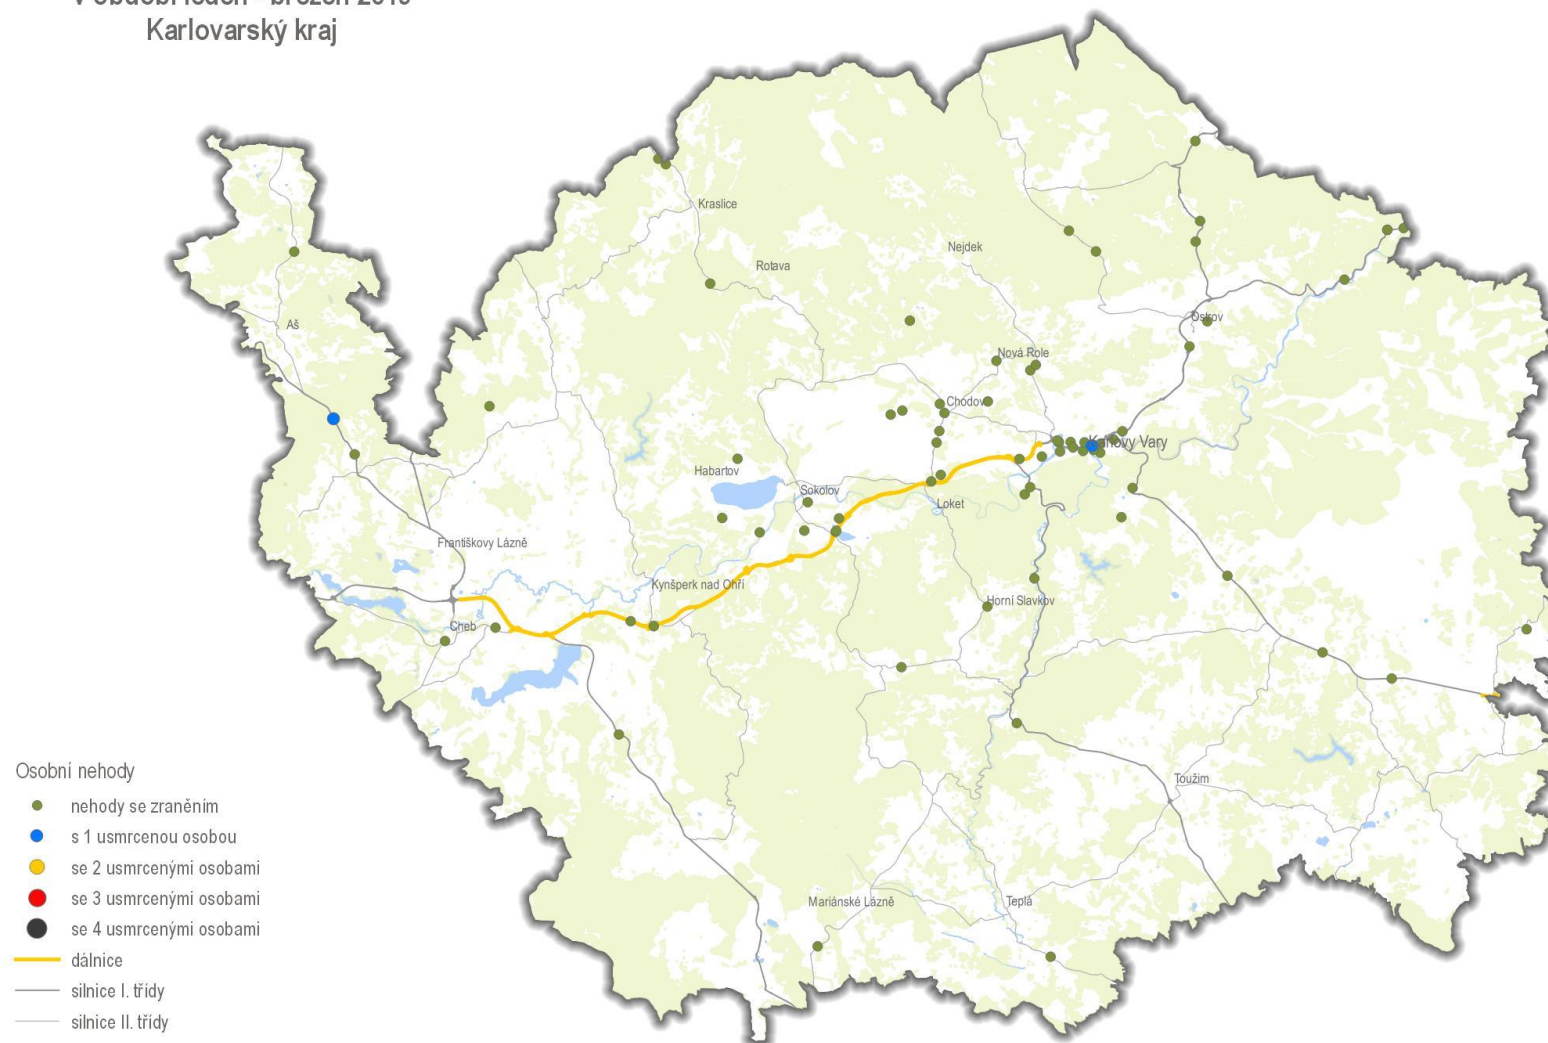 Karlovarský kraj
Kraslice
Rotava
Nejdek
Aš
Ostrov
Nová Role
Chodov
Karlovy Vary
Habartov
Sokolov
Loket
Františkovy Lázně
Kynšperk nad Ohří
Horní Slavkov
Cheb
Toužim
Mariánské Lázně
Teplá
Osobní nehody
nehody se zraněním
s 1 usmrcenou osobou
se 2 usmrcenými osobami
se 3 usmrcenými osobami
se 4 usmrcenými osobami
dálnice
silnice I. třídy
silnice II. třídy